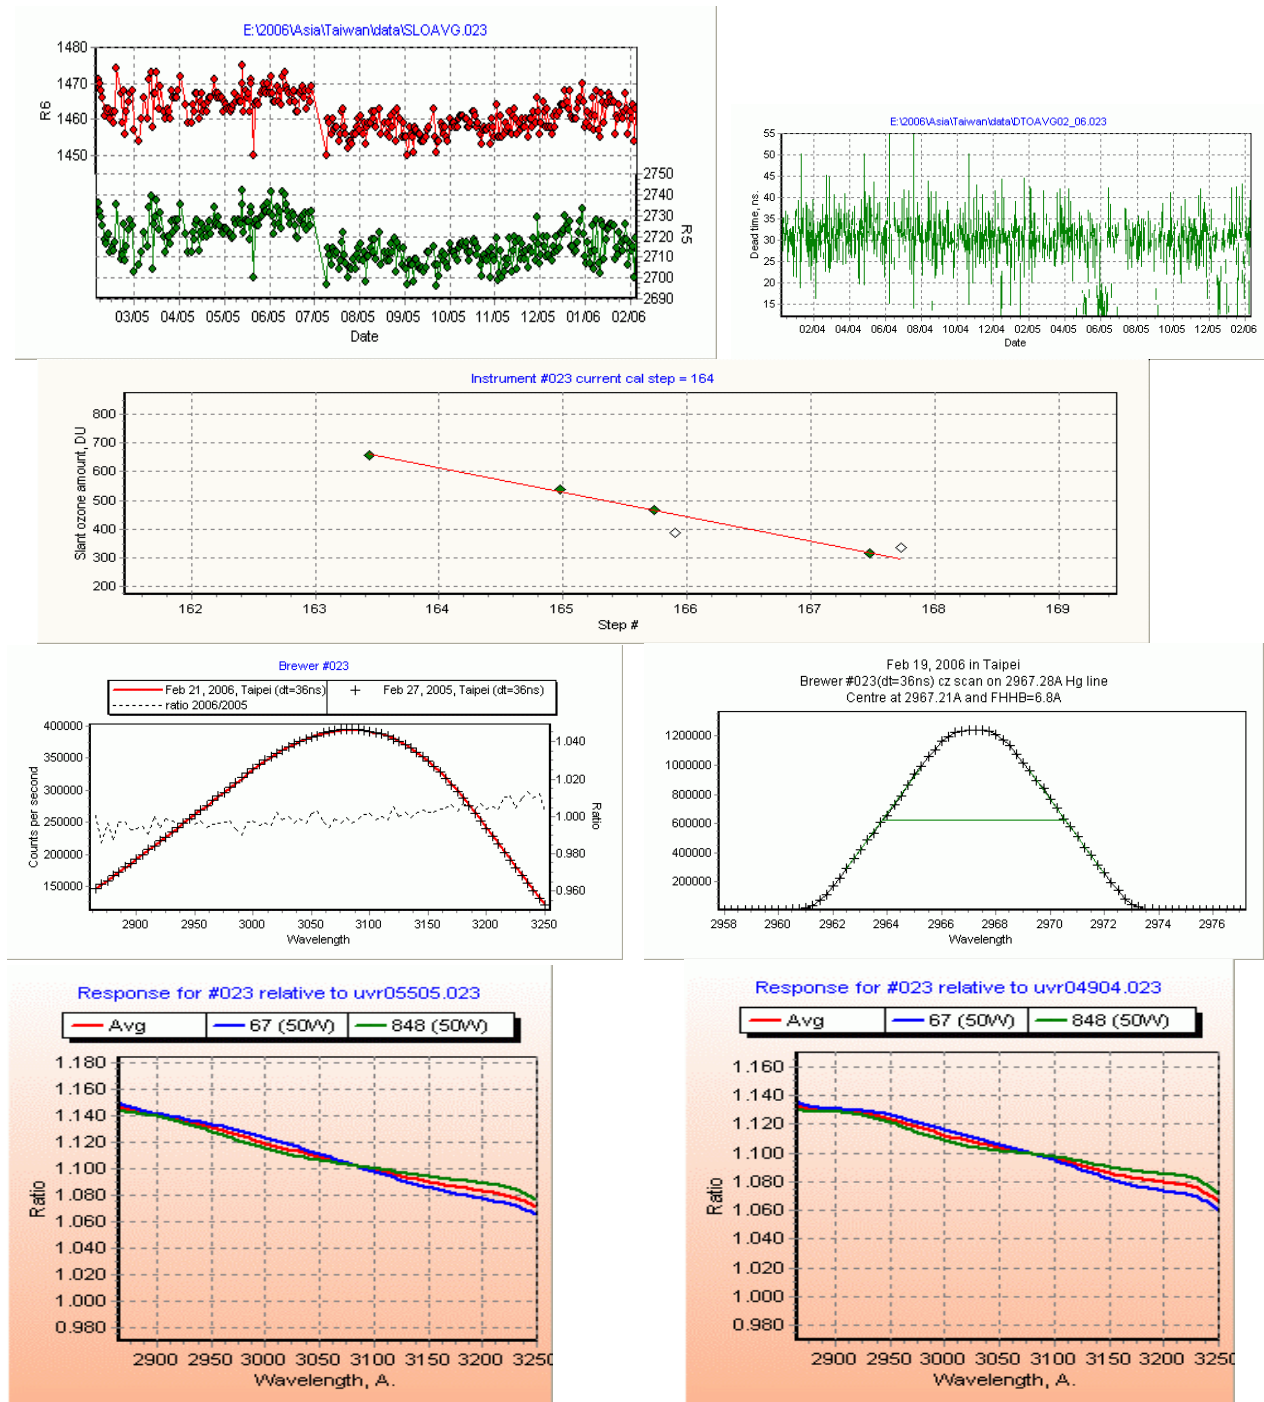 E:\2006\Asia\Taiwan\data\SLOAVG.023
1480
1470
1460
1450
R6
2750
2740
2730
2720
2710
2700
2690
R5
03/05 04/05 05/05 06/05 07/05 08/05 09/05 10/05 11/05 12/05 01/06 02/06
Date
E:\2006\Asia\Taiwan\data\DTOAVG02_06.023
55
50
45
40
35
30
25
20
15
Dead time, ns.
02/04 04/04 06/04 08/04 10/04 12/04 02/05 04/05 06/05 08/05 10/05 12/05 02/06
Date
Instrument #023 current cal step = 164
800
700
600
500
400
300
200
Slant ozone amount, DU
162 163 164 165 166 167 168 169
Step #
Brewer #023
Feb 21, 2006, Taipei (dt=36ns) Feb 27, 2005, Taipei (dt=36ns)
ratio 2006/2005
400000
350000
300000
250000
200000
150000
Counts per second
1.040
1.020
1.000
0.980
0.960
Ratio
2900 2950 3000 3050 3100 3150 3200 3250
Wavelength
Feb 19, 2006 in Taipei
Brewer #023(dt=36ns) cz scan on 2967.28A Hg line
Centre at 2967.21A and FHHB=6.8A
1200000
1000000
800000
600000
400000
200000
2958 2960 2962 2964 2966 2968 2970 2972 2974 2976
Wavelength
Response for #023 relative to uvr05505.023
Avg 67 (50W) 848 (50W)
1.180
1.160
1.140
1.120
1.100
1.080
1.060
1.040
1.020
1.000
0.980
Ratio
2900 2950 3000 3050 3100 3150 3200 3250
Wavelength, A.
Response for #023 relative to uvr04904.023
Avg 67 (50W) 848 (50W)
1.160
1.140
1.120
1.100
1.080
1.060
1.040
1.020
1.000
0.980
Ratio
2900 2950 3000 3050 3100 3150 3200 3250
Wavelength, A.